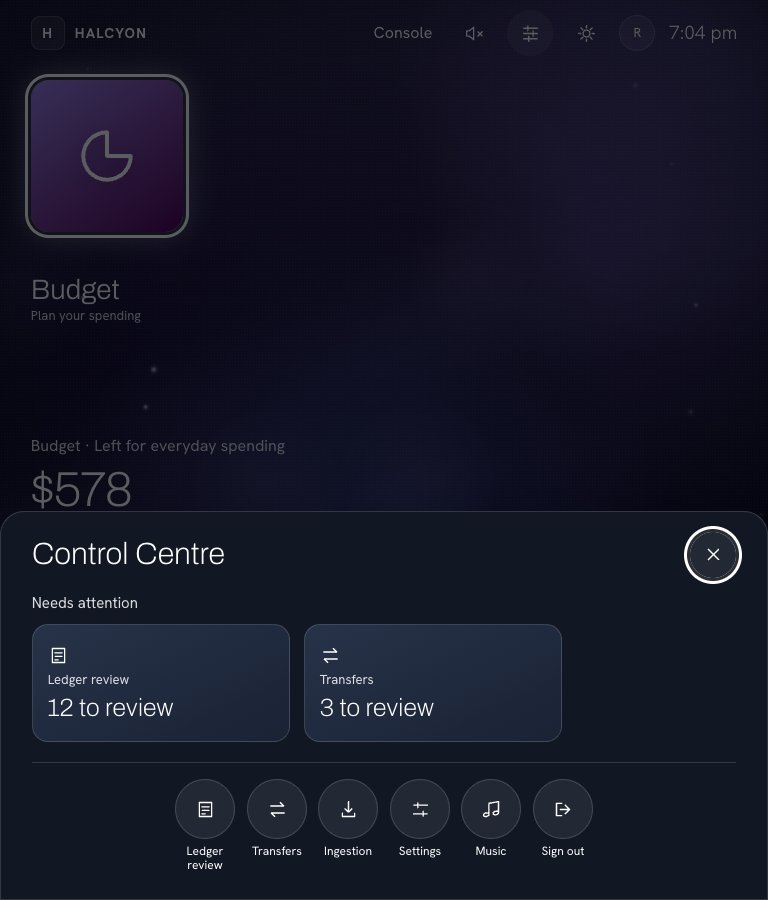 H HALCYON Console R 7:04 pm
Budget
Plan your spending
Budget · Left for everyday spending
$578
Control Centre
Needs attention
Ledger review
12 to review
Transfers
3 to review
Ledger review
Transfers
Ingestion
Settings
Music
Sign out